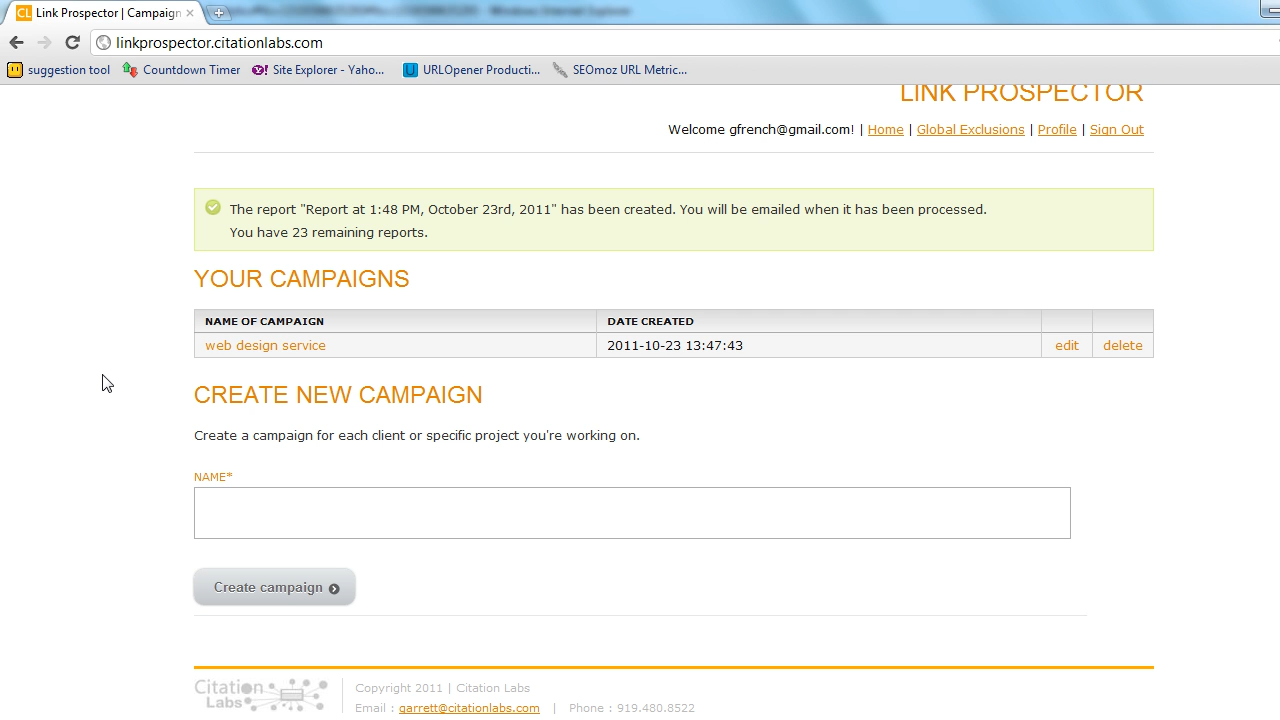 Link Prospector | Campaign
Windows Internet Explorer
linkprospector.citationlabs.com
suggestion tool Countdown Timer Site Explorer - Yaho... URLOpener Producti... SEOmoz URL Metric...
LINK PROSPECTOR
Welcome gfrench@gmail.com! | Home | Global Exclusions | Profile | Sign Out
The report "Report at 1:48 PM, October 23rd, 2011" has been created. You will be emailed when it has been processed.
You have 23 remaining reports.
YOUR CAMPAIGNS
NAME OF CAMPAIGN DATE CREATED
web design service 2011-10-23 13:47:43 edit delete
CREATE NEW CAMPAIGN
Create a campaign for each client or specific project you're working on.
NAME*
Create campaign
Citation Labs
Copyright 2011 | Citation Labs
Email : garrett@citationlabs.com | Phone : 919.480.8522